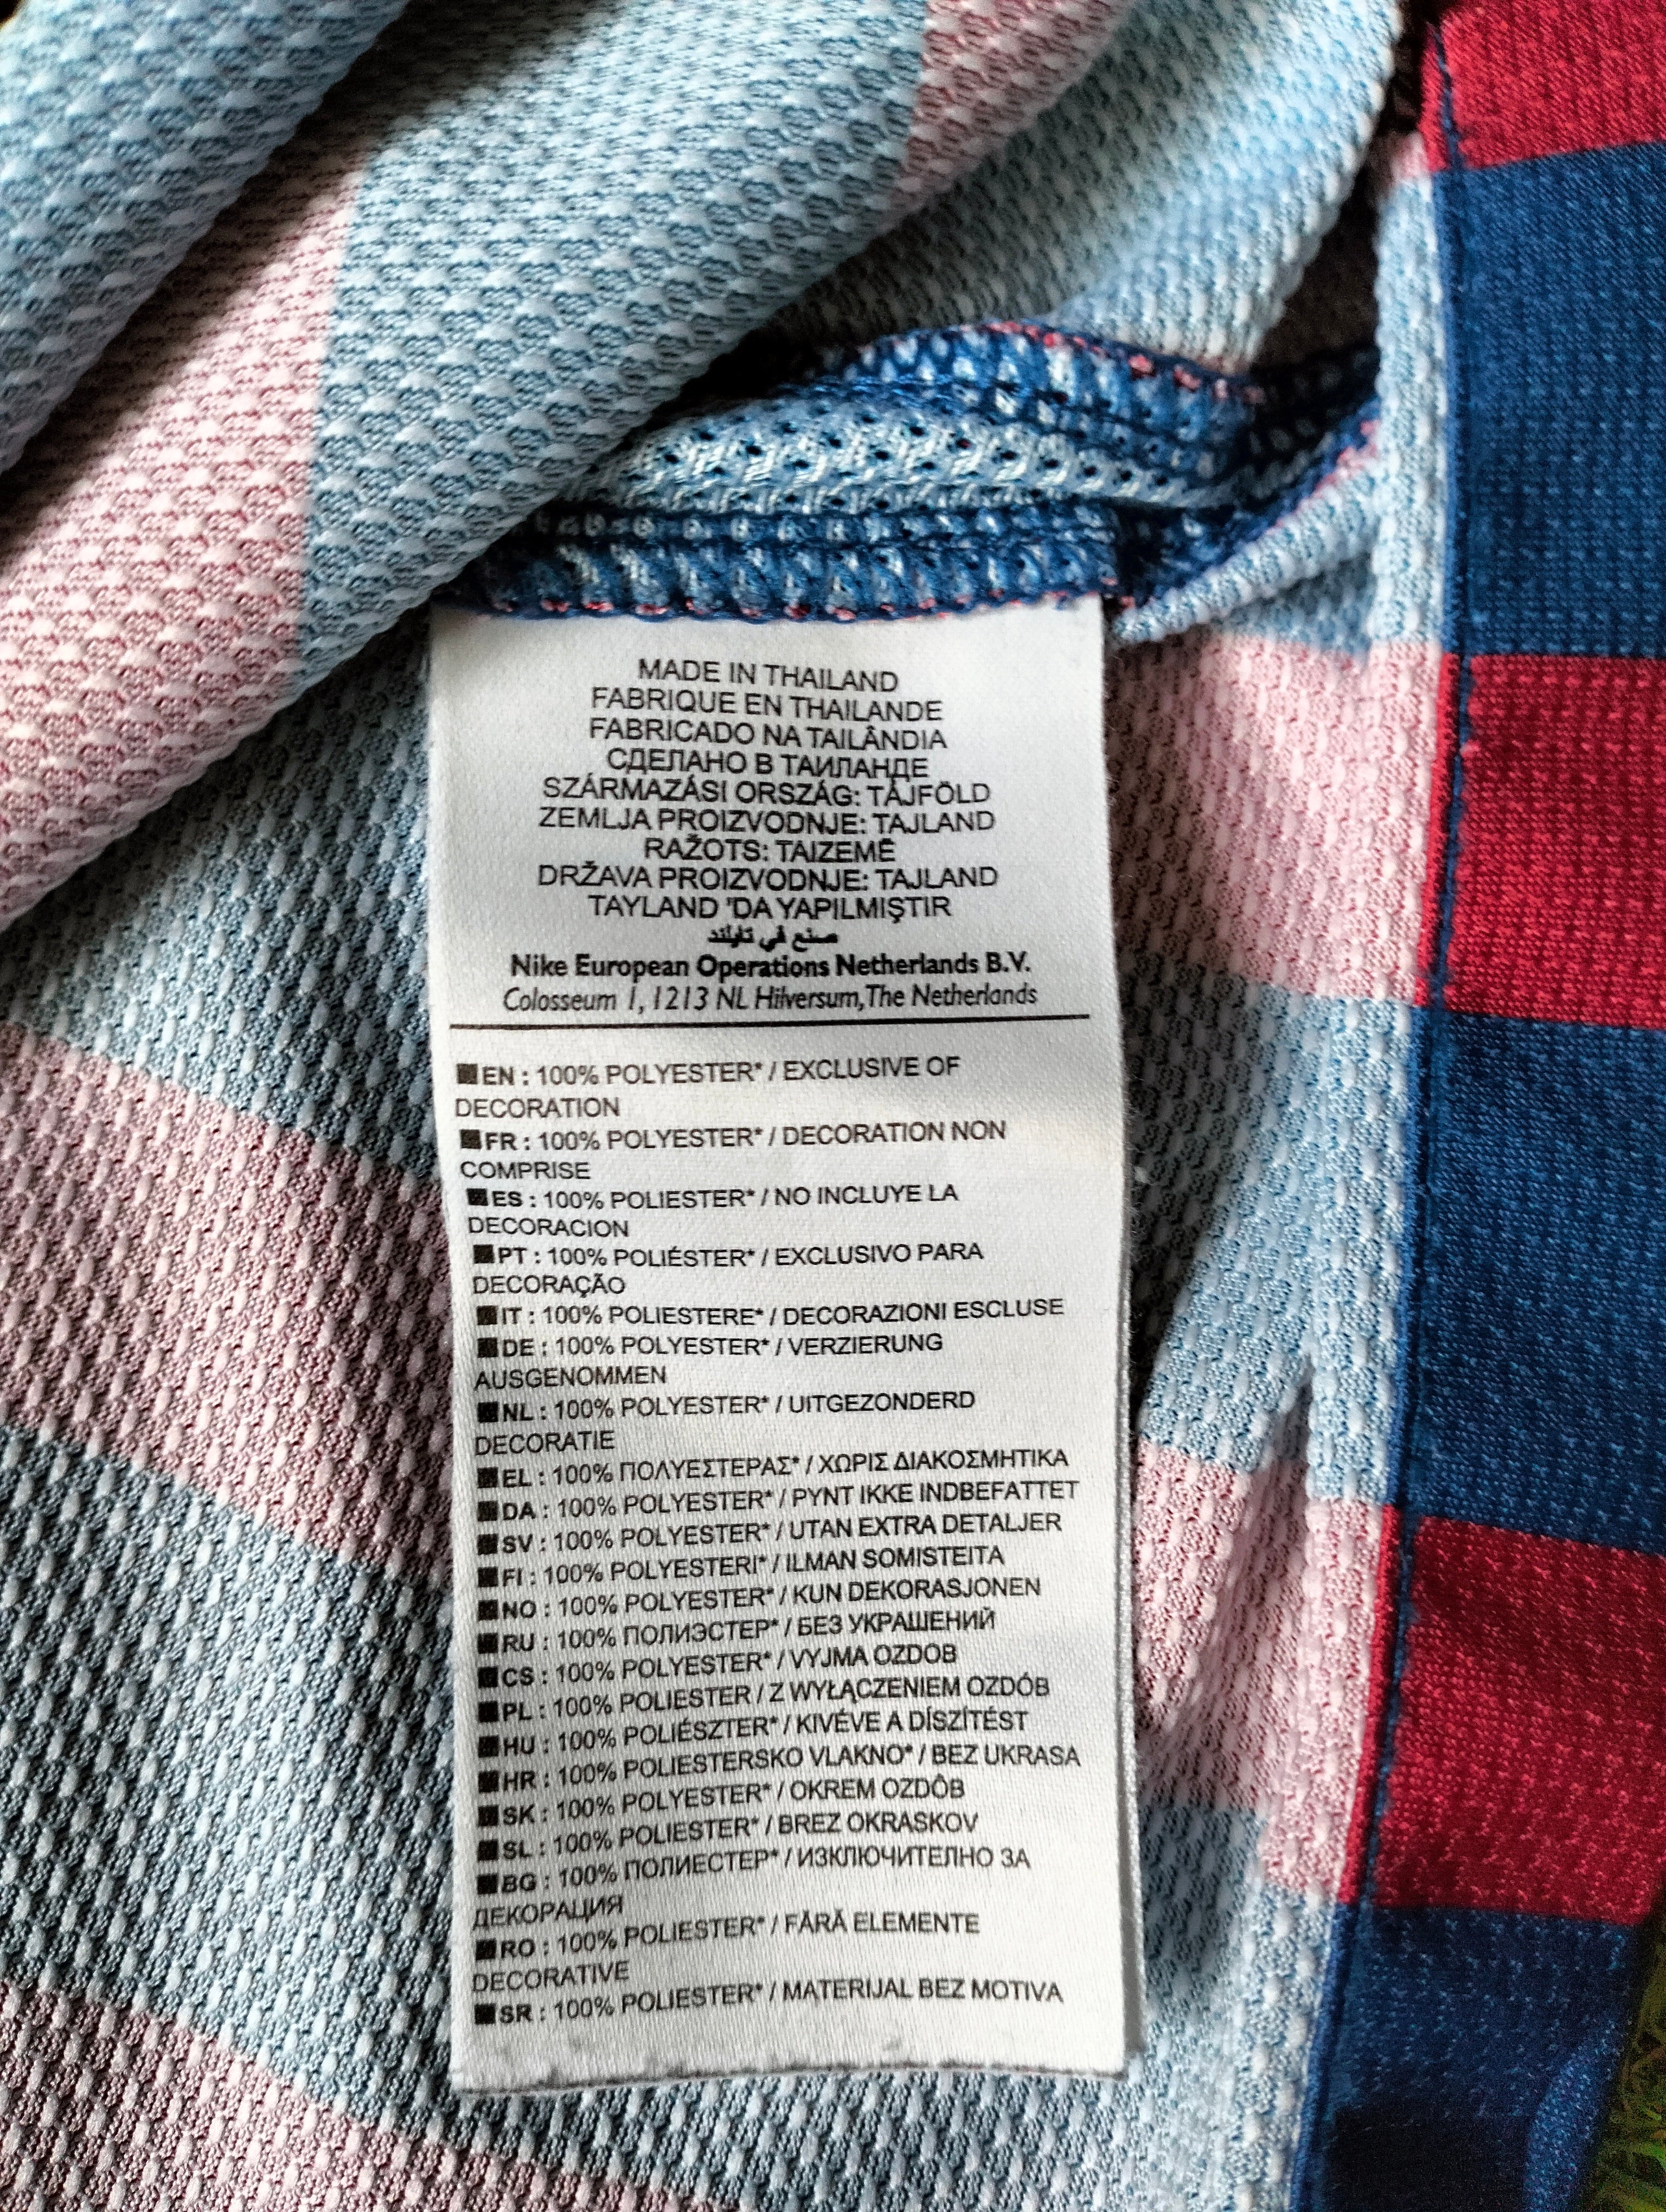 MADE IN THAILAND
FABRIQUE EN THAILANDE
FABRICADO NA TAILÂNDIA
СДЕЛАНО В ТАИЛАНДЕ
SZÁRMAZÁSI ORSZÁG: TÁJFÖLD
ZEMLJA PROIZVODNJE: TAJLAND
RAŽOTS: TAIZEMĒ
DRŽAVA PROIZVODNJE: TAJLAND
TAYLAND 'DA YAPILMIŞTIR
صنع في تايلند
Nike European Operations Netherlands B.V.
Colosseum 1, 1213 NL Hilversum, The Netherlands
EN : 100% POLYESTER* / EXCLUSIVE OF
DECORATION
FR : 100% POLYESTER* / DECORATION NON
COMPRISE
ES : 100% POLIESTER* / NO INCLUYE LA
DECORACION
PT : 100% POLIÉSTER* / EXCLUSIVO PARA
DECORAÇÃO
IT : 100% POLIESTERE* / DECORAZIONI ESCLUSE
DE : 100% POLYESTER* / VERZIERUNG
AUSGENOMMEN
NL : 100% POLYESTER* / UITGEZONDERD
DECORATIE
EL : 100% ΠΟΛΥΕΣΤΕΡΑΣ* / ΧΩΡΙΣ ΔΙΑΚΟΣΜΗΤΙΚΑ
DA : 100% POLYESTER* / PYNT IKKE INDBEFATTET
SV : 100% POLYESTER* / UTAN EXTRA DETALJER
FI : 100% POLYESTERI* / ILMAN SOMISTEITA
NO : 100% POLYESTER* / KUN DEKORASJONEN
RU : 100% ПОЛИЭСТЕР* / БЕЗ УКРАШЕНИЙ
CS : 100% POLYESTER* / VYJMA OZDOB
PL : 100% POLIESTER / Z WYŁĄCZENIEM OZDÓB
HU : 100% POLIÉSZTER* / KIVÉVE A DÍSZÍTÉST
HR : 100% POLIESTERSKO VLAKNO* / BEZ UKRASA
SK : 100% POLYESTER* / OKREM OZDÔB
SL : 100% POLIESTER* / BREZ OKRASKOV
BG : 100% ПОЛИЕСТЕР* / ИЗКЛЮЧИТЕЛНО ЗА
ДЕКОРАЦИЯ
RO : 100% POLIESTER* / FĂRĂ ELEMENTE
DECORATIVE
SR : 100% POLIESTER* / MATERIJAL BEZ MOTIVA